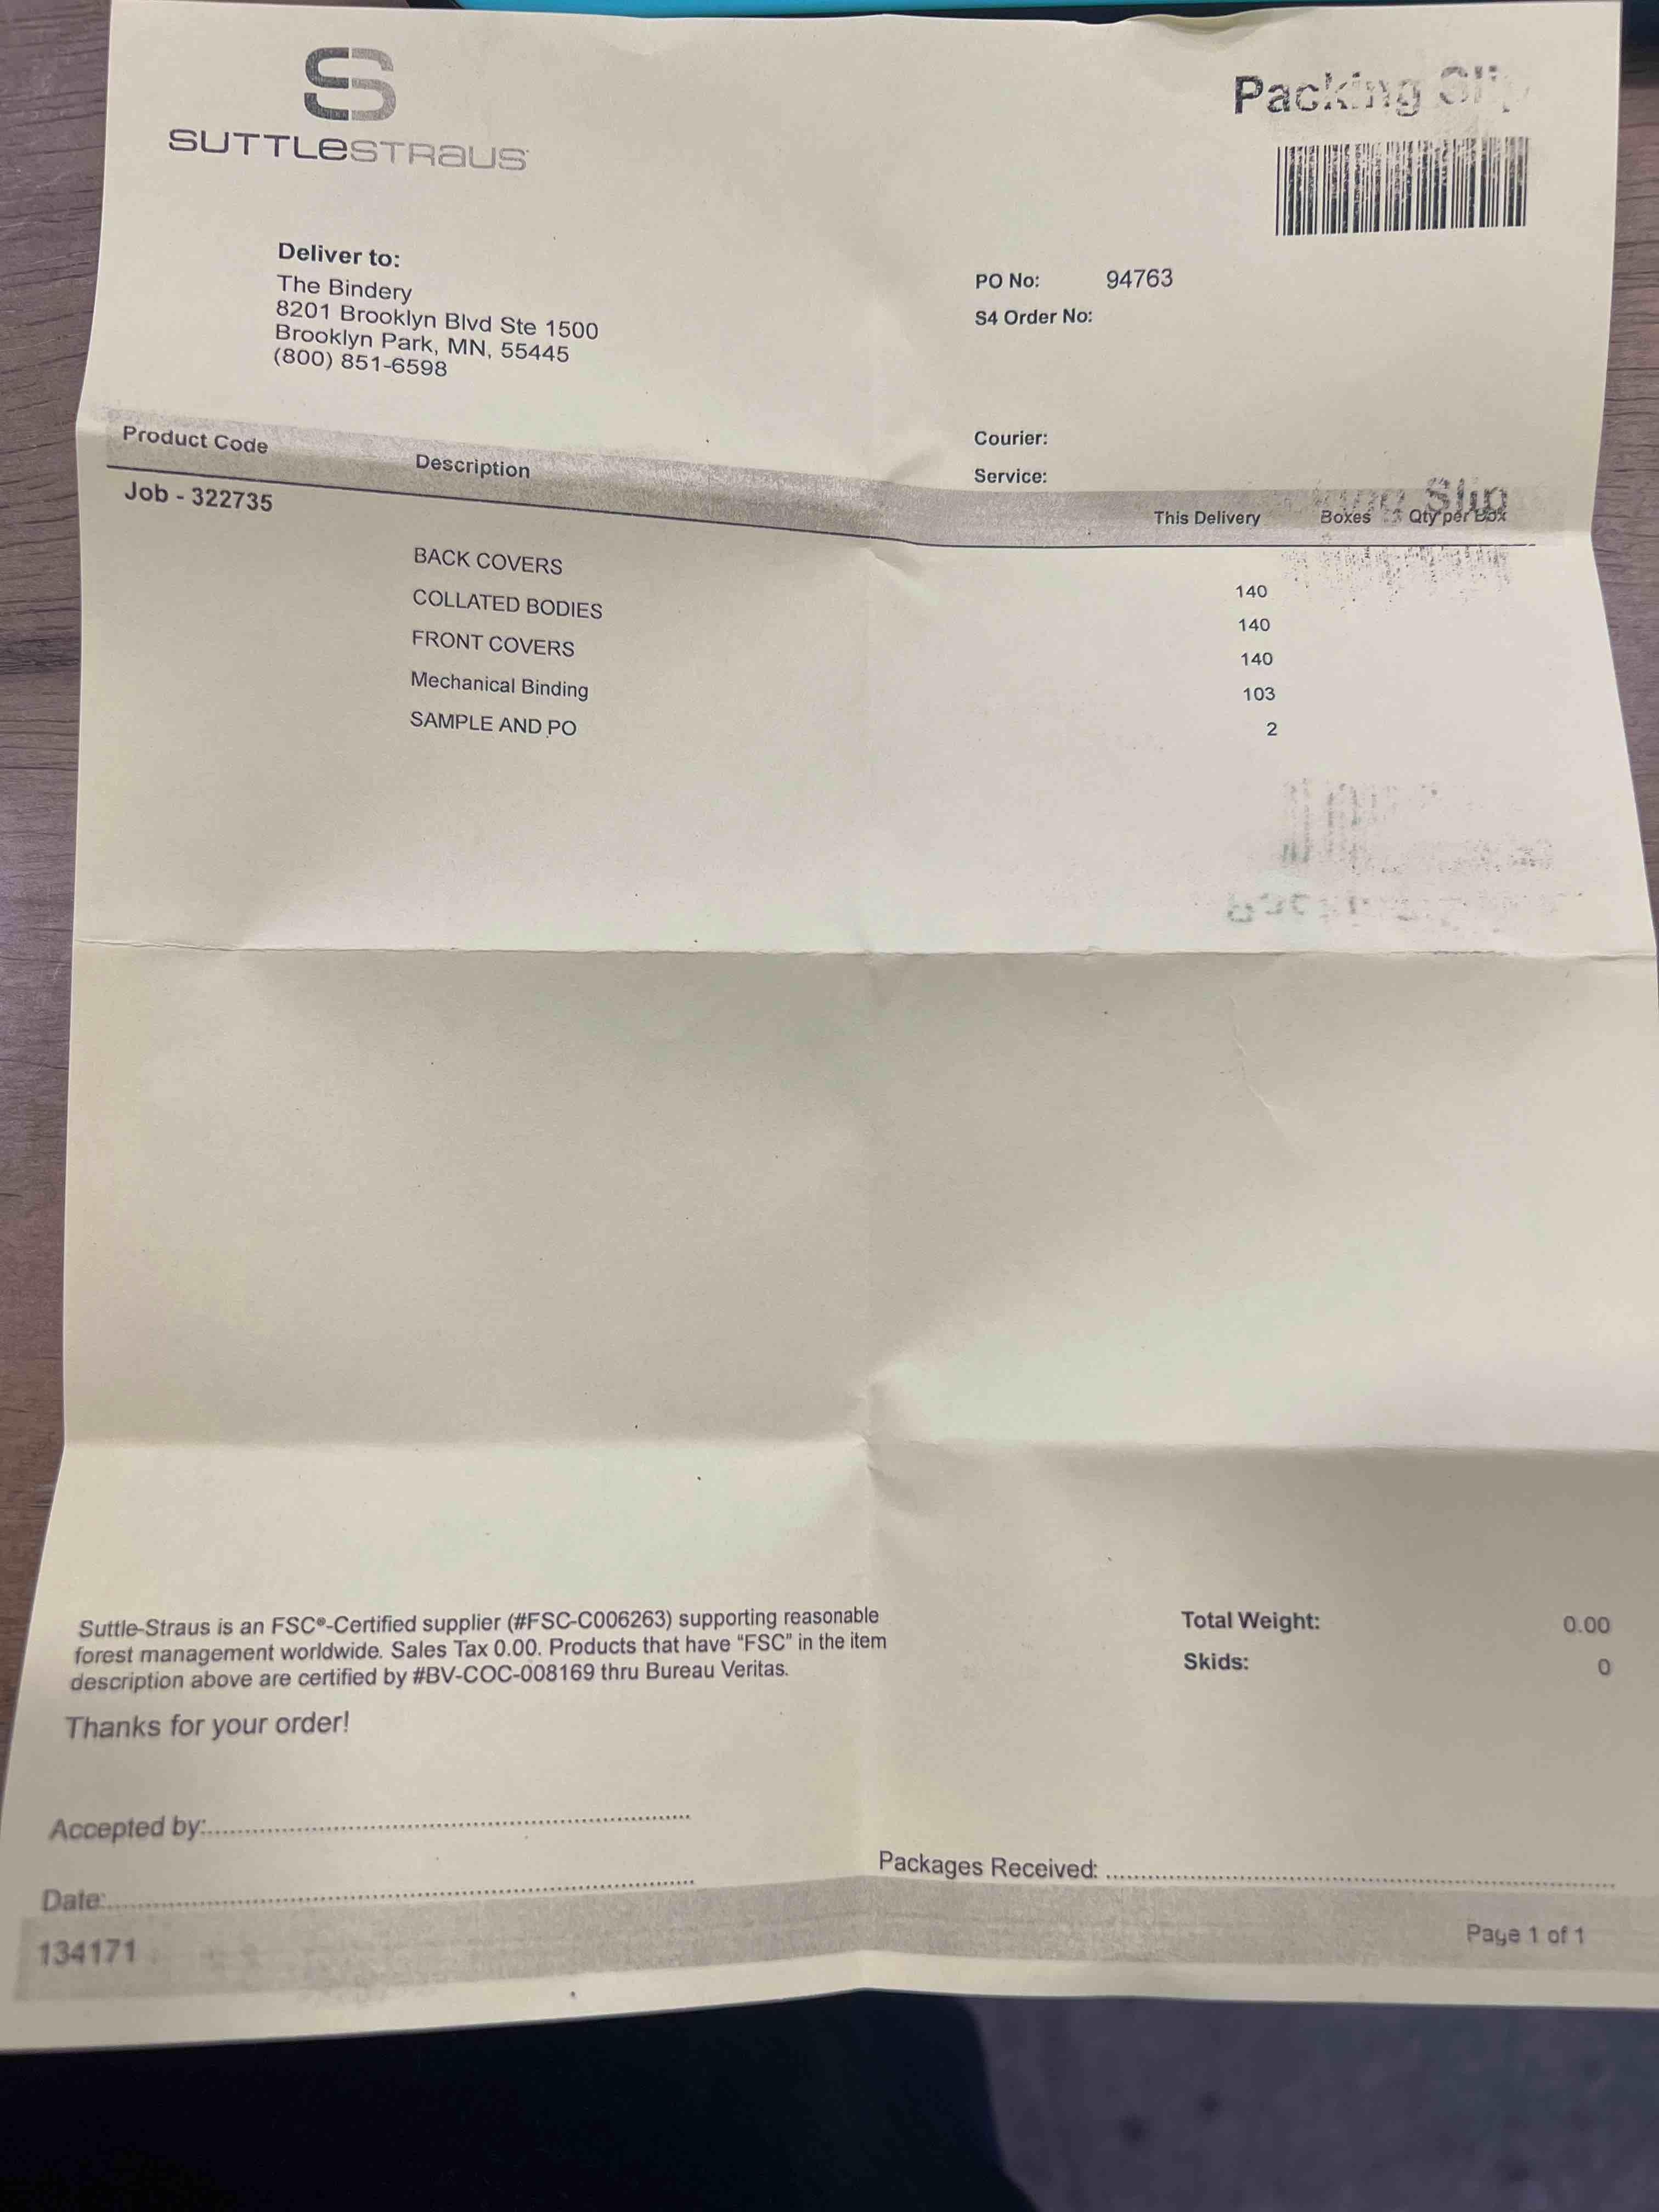 SUTTLESTRAUS
Packing Slip
Deliver to:
The Bindery
8201 Brooklyn Blvd Ste 1500
Brooklyn Park, MN, 55445
(800) 851-6598
PO No: 94763
S4 Order No:
Courier:
Service:
Product Code Description This Delivery Boxes Qty per Box
Slip
Job - 322735
BACK COVERS 140
COLLATED BODIES 140
FRONT COVERS 140
Mechanical Binding 103
SAMPLE AND PO 2
Suttle-Straus is an FSC®-Certified supplier (#FSC-C006263) supporting reasonable
forest management worldwide. Sales Tax 0.00. Products that have “FSC” in the item
description above are certified by #BV-COC-008169 thru Bureau Veritas.
Thanks for your order!
Total Weight: 0.00
Skids: 0
Accepted by:
Date:
Packages Received:
134171
Page 1 of 1